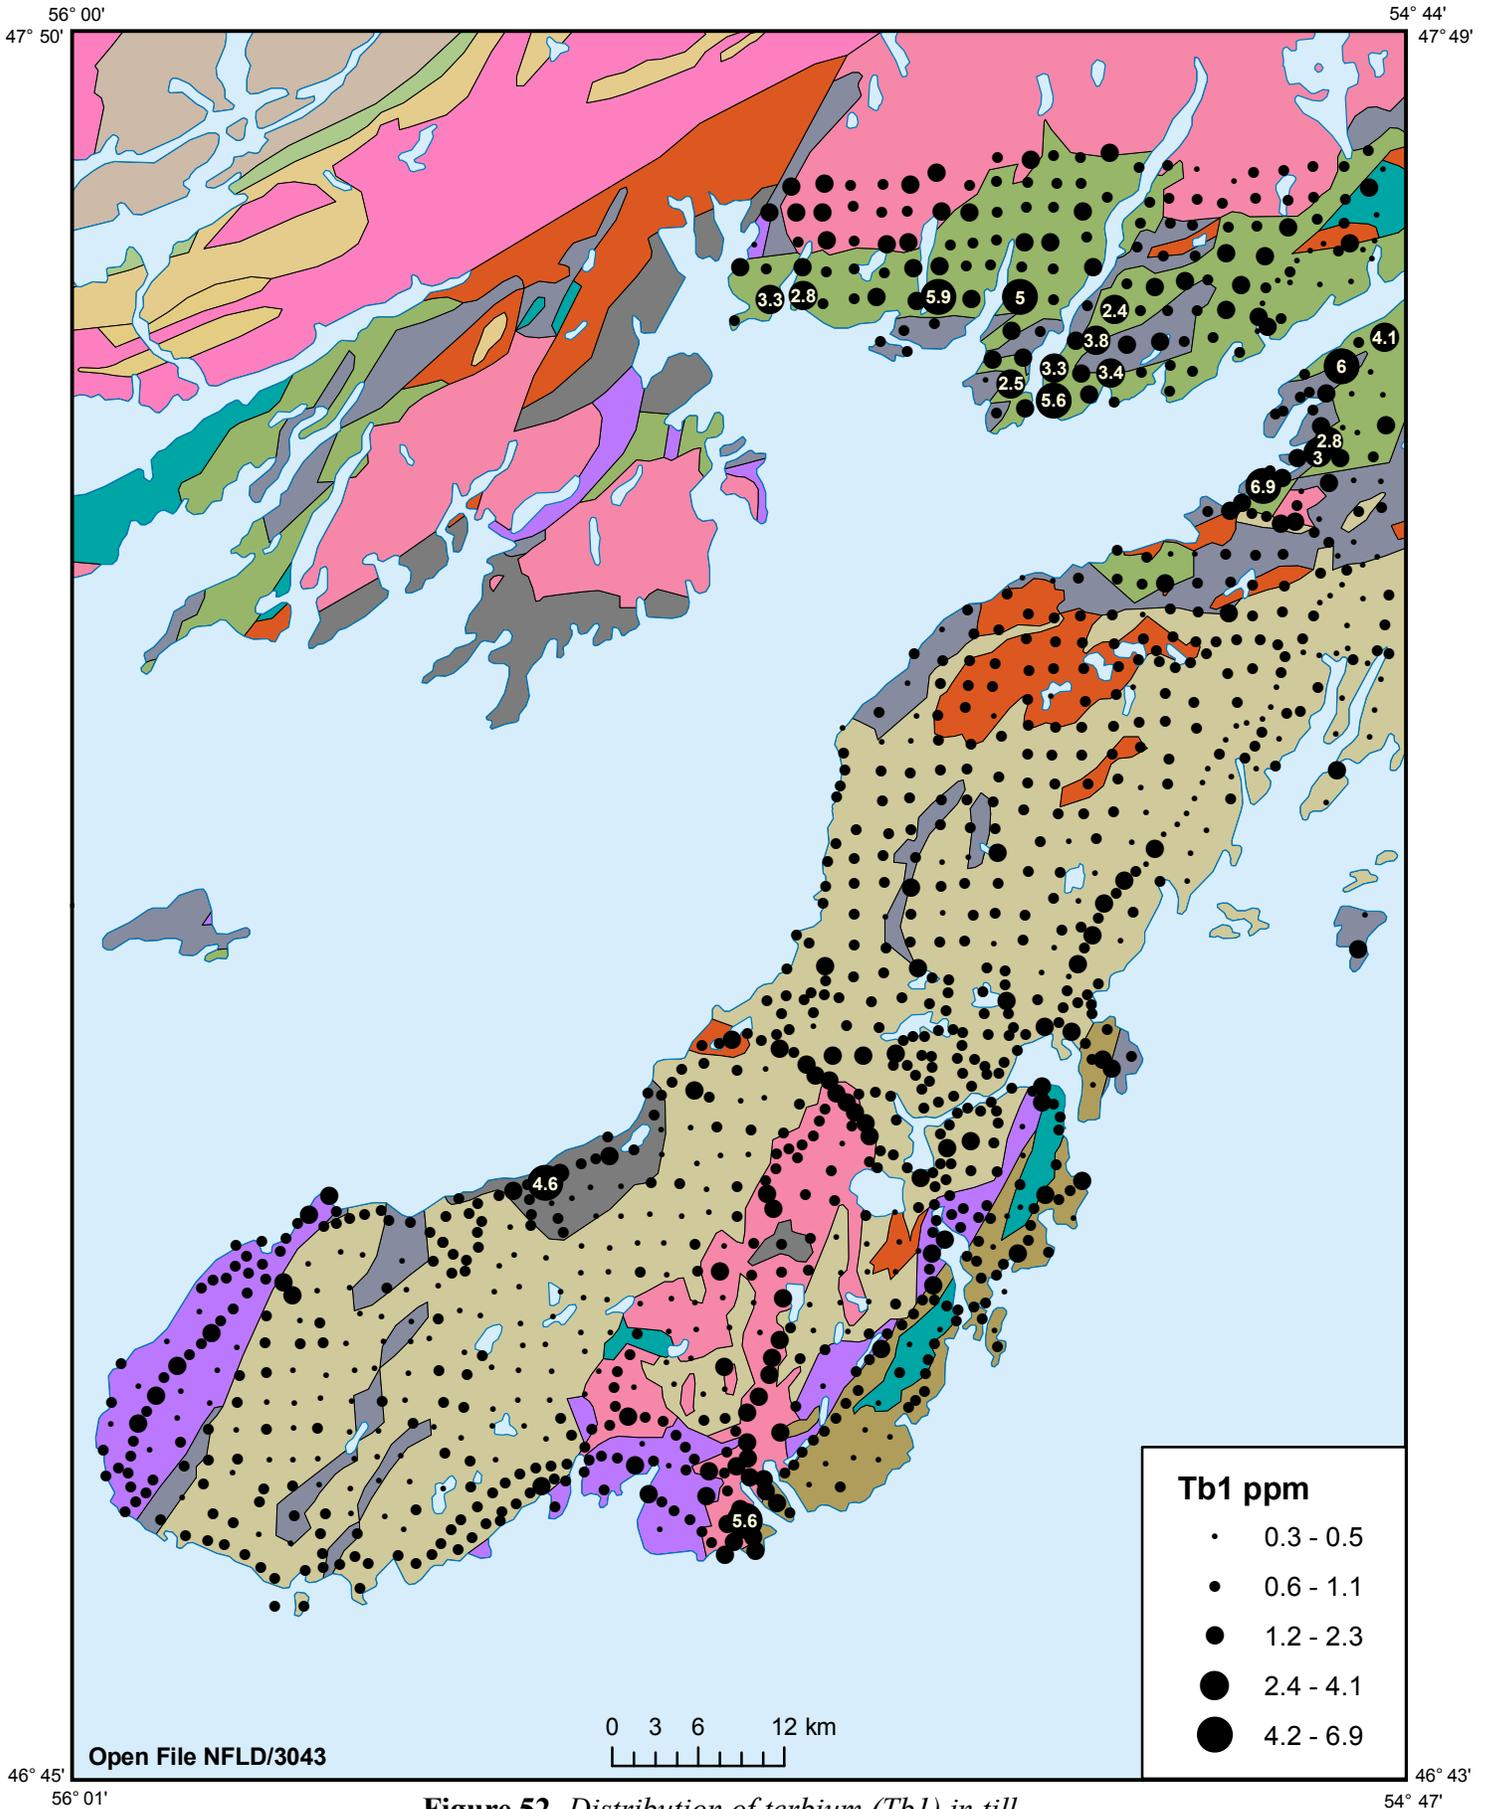 56° 00'
54° 44'
47° 50'
47° 49'
3.3
2.8
5.9
5
2.4
4.1
3.8
6
3.3
3.4
2.5
5.6
2.8
3
6.9
4.6
5.6
Tb1 ppm
0.3 - 0.5
0.6 - 1.1
1.2 - 2.3
2.4 - 4.1
4.2 - 6.9
0 3 6 12 km
Open File NFLD/3043
46° 45'
46° 43'
56° 01'
54° 47'
Figure 52. Distribution of terbium (Tb1) in till